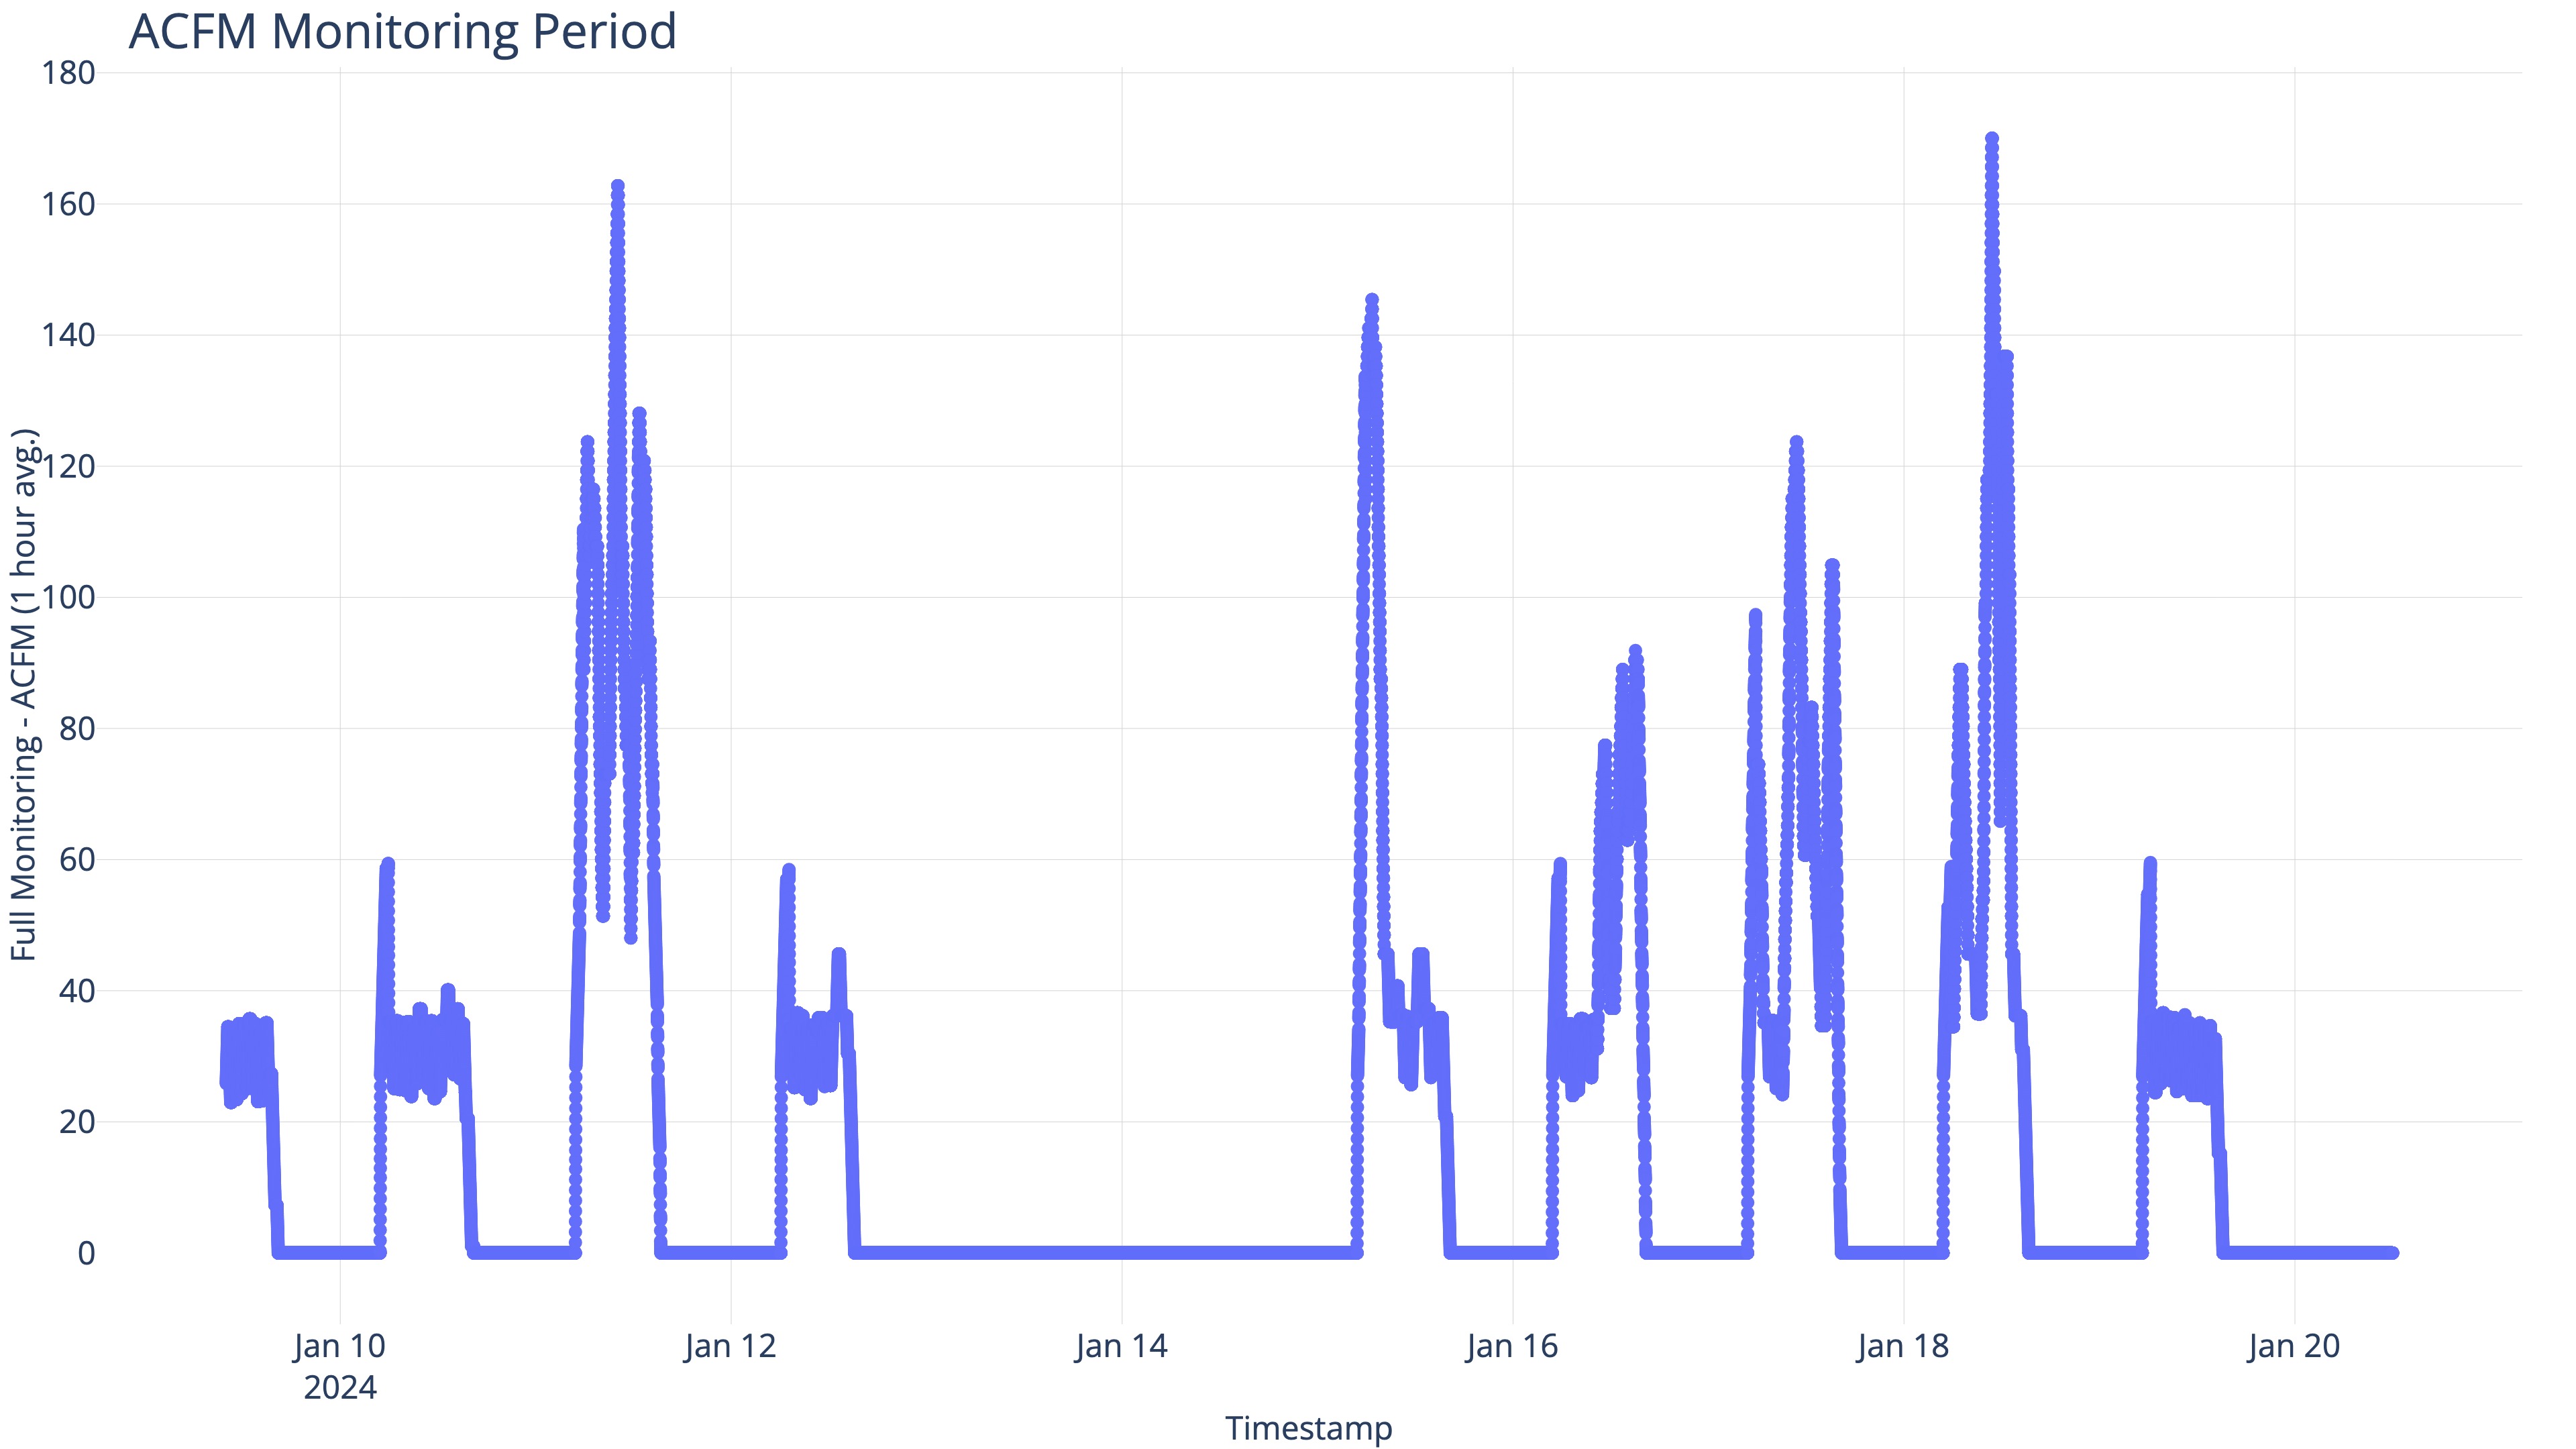 ACFM Monitoring Period
180
160
140
120
100
80
60
40
20
0
Full Monitoring - ACFM (1 hour avg.)
Jan 10
2024
Jan 12
Jan 14
Jan 16
Jan 18
Jan 20
Timestamp